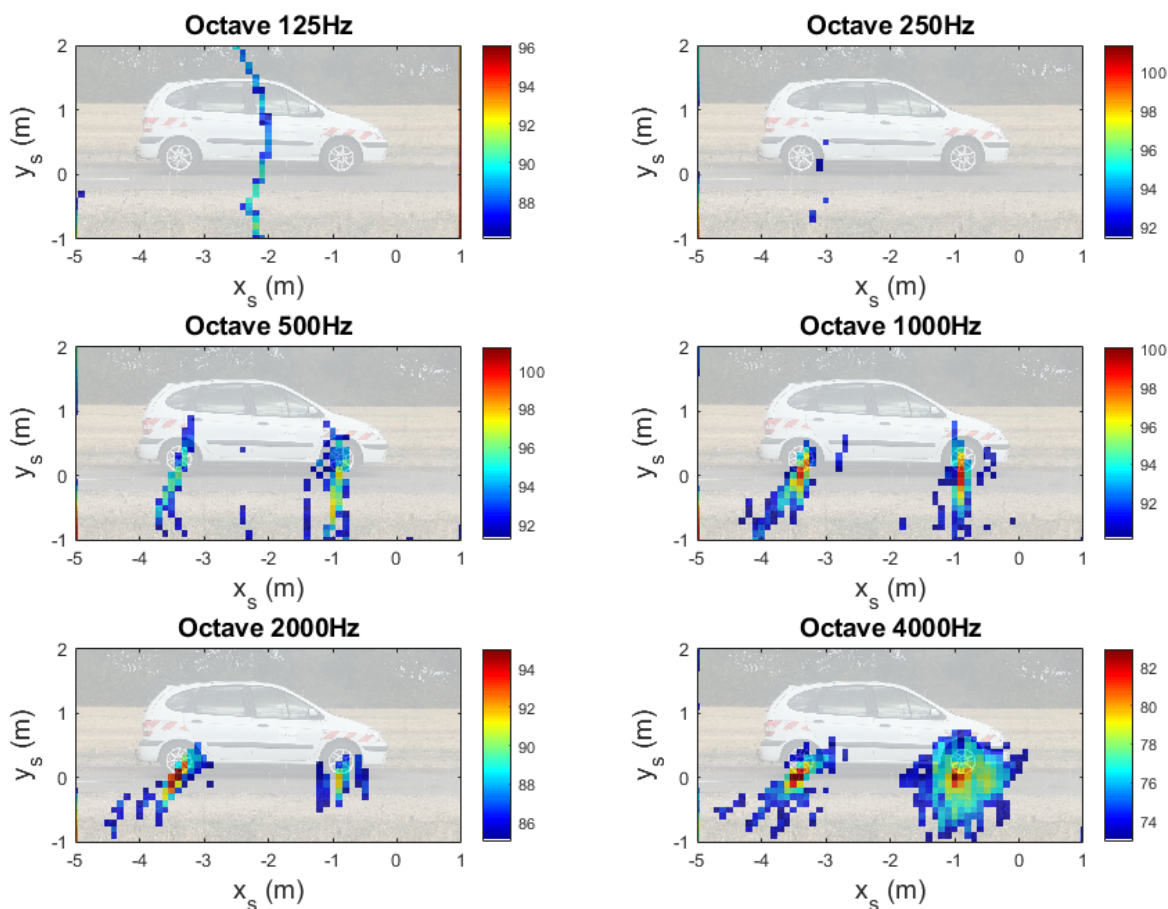 Octave 125Hz
2
1
0
-1
y_s (m)
-5 -4 -3 -2 -1 0 1
x_s (m)
96
94
92
90
88
Octave 250Hz
2
1
0
-1
y_s (m)
-5 -4 -3 -2 -1 0 1
x_s (m)
100
98
96
94
92
Octave 500Hz
2
1
0
-1
y_s (m)
-5 -4 -3 -2 -1 0 1
x_s (m)
100
98
96
94
92
Octave 1000Hz
2
1
0
-1
y_s (m)
-5 -4 -3 -2 -1 0 1
x_s (m)
100
98
96
94
92
Octave 2000Hz
2
1
0
-1
y_s (m)
-5 -4 -3 -2 -1 0 1
x_s (m)
94
92
90
88
86
Octave 4000Hz
2
1
0
-1
y_s (m)
-5 -4 -3 -2 -1 0 1
x_s (m)
82
80
78
76
74